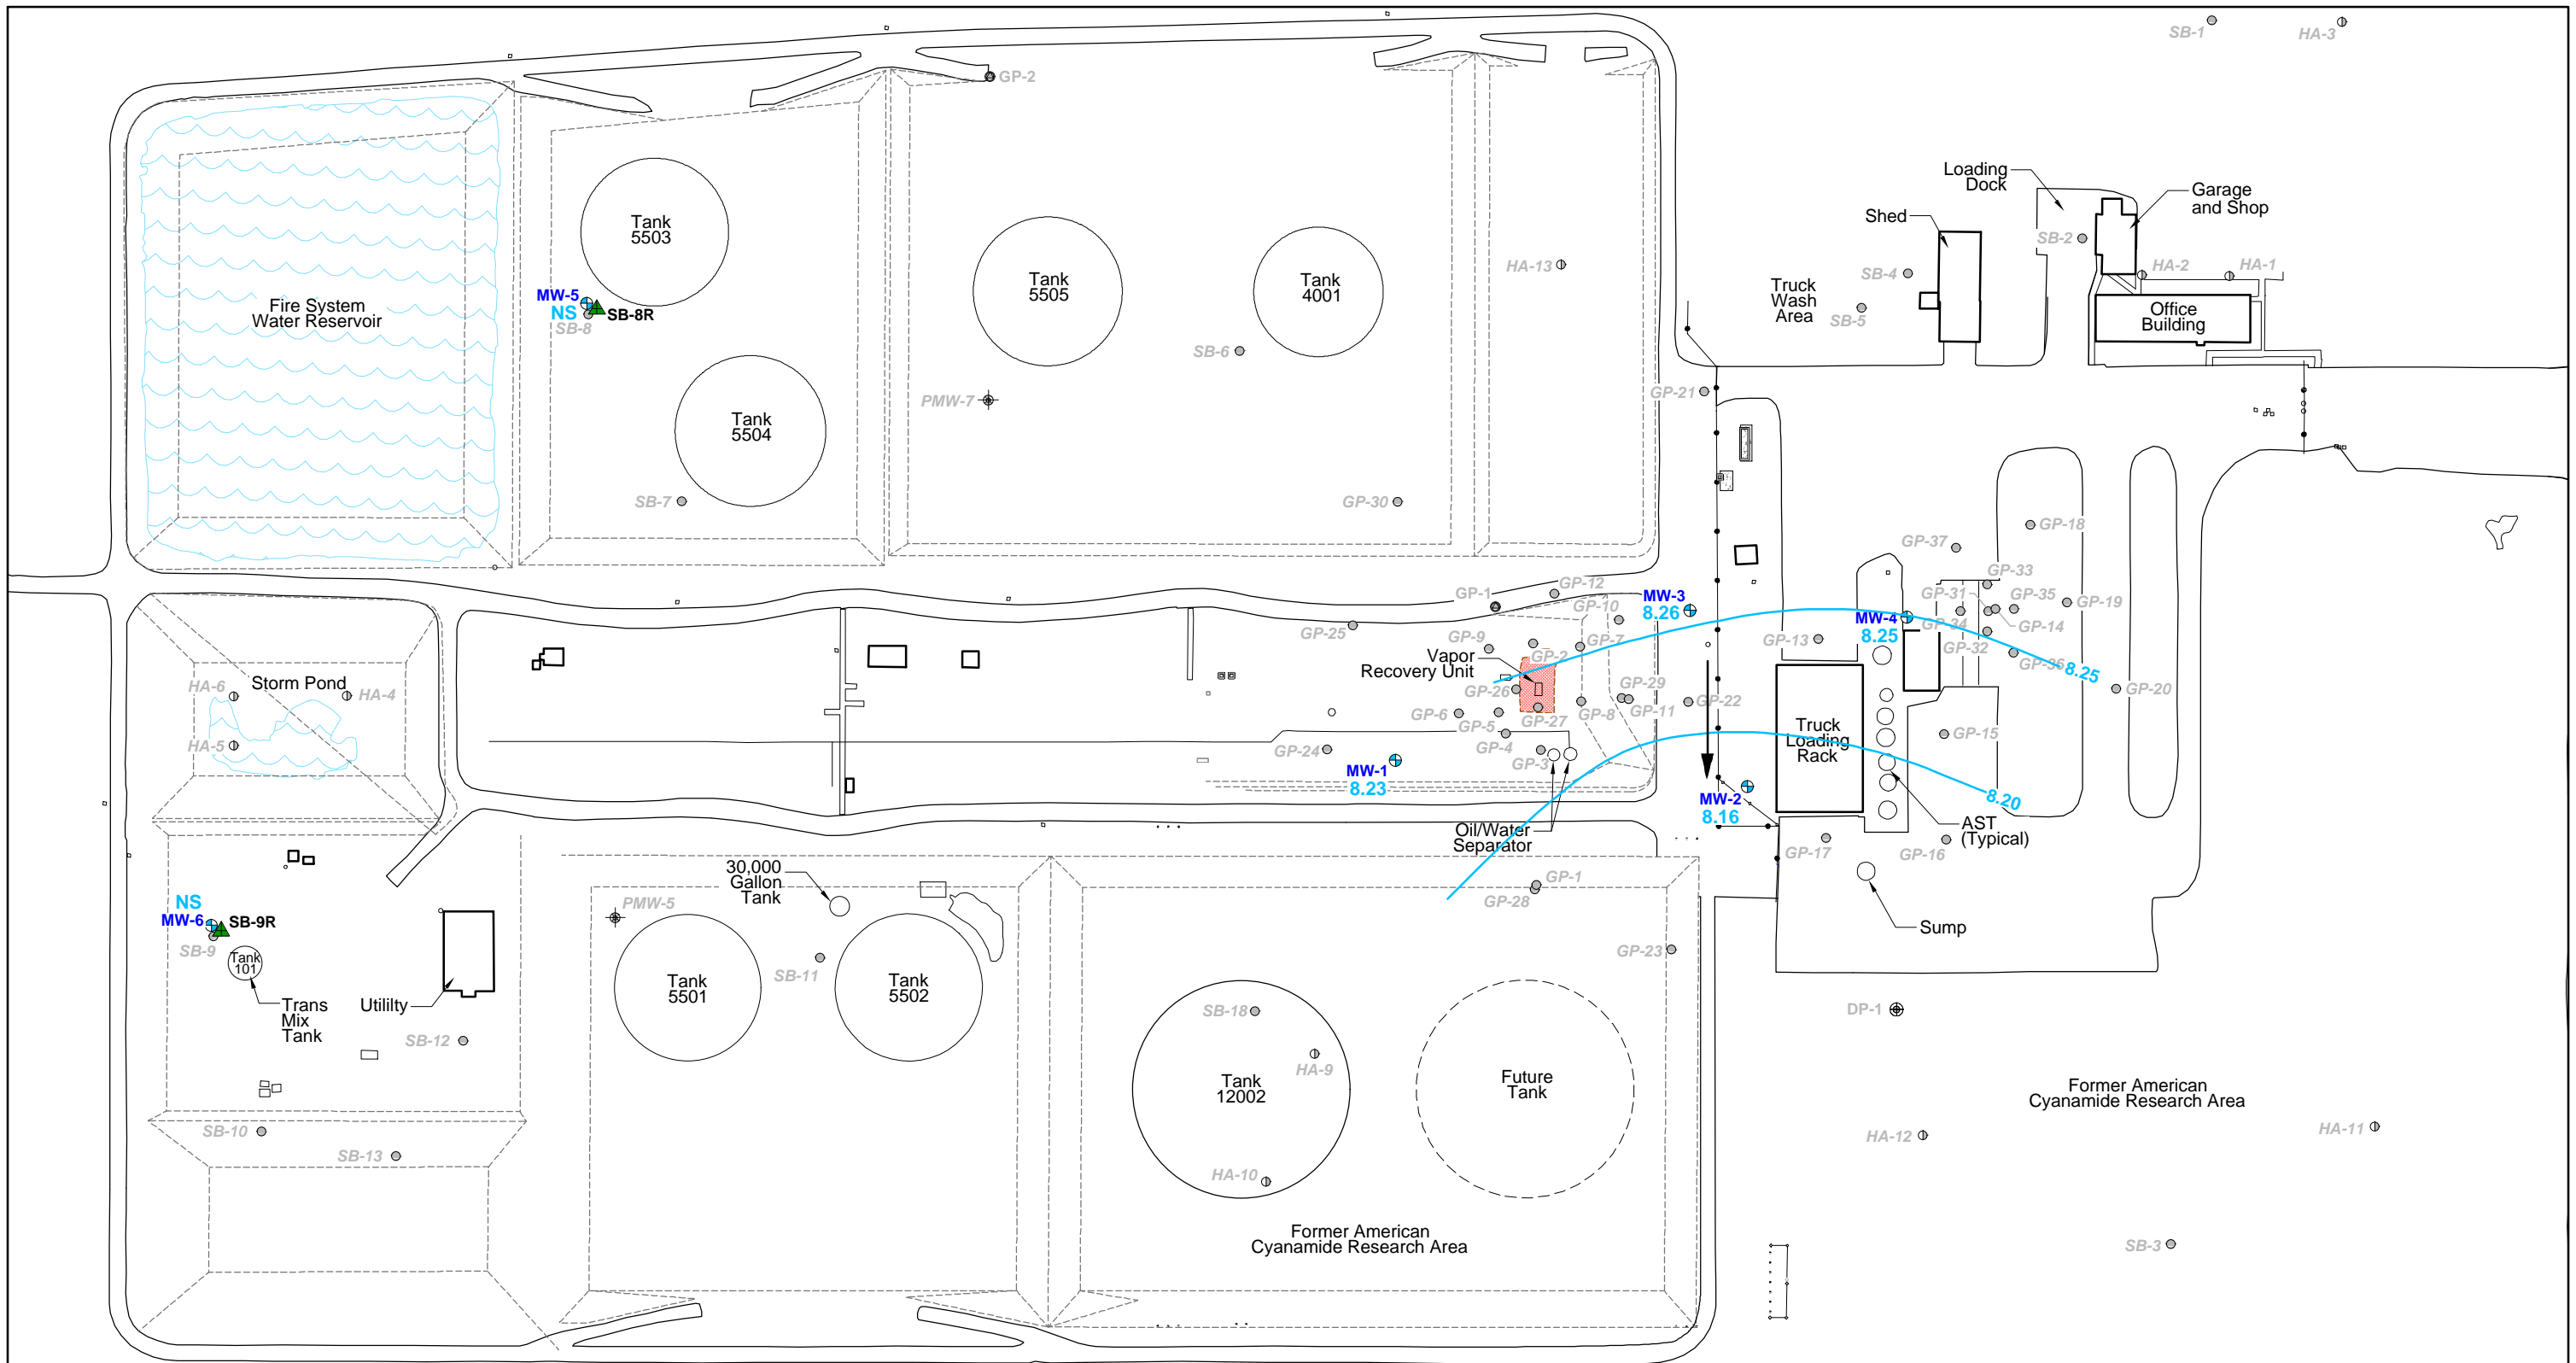 SB-1
HA-3
GP-2
Loading
Dock
Garage
and Shop
Shed
SB-2
Tank
5503
HA-13
SB-4
HA-2
HA-1
Tank
5505
Tank
4001
Truck
Wash
Area
MW-5
NS
SB-8
SB-8R
Fire System
Water Reservoir
SB-5
Office
Building
SB-6
PMW-7
GP-21
Tank
5504
SB-7
GP-30
GP-18
GP-37
GP-33
GP-12
GP-1
GP-10
MW-3
8.26
GP-31
GP-35
GP-19
MW-4
8.25
GP-34
GP-14
GP-25
GP-9
GP-7
GP-13
GP-32
GP-2
GP-36
8.25
Vapor
Recovery Unit
Storm Pond
HA-6
HA-4
GP-26
GP-29
GP-20
GP-6
GP-5
GP-27
GP-8
GP-11
GP-22
Truck
Loading
Rack
GP-15
HA-5
GP-24
GP-4
GP-3
MW-1
8.23
MW-2
8.16
8.20
Oil/Water
Separator
AST
(Typical)
GP-17
GP-16
30,000
Gallon
Tank
GP-1
GP-28
NS
MW-6
SB-9R
SB-9
PMW-5
Sump
Tank
101
SB-11
GP-23
Tank
5501
Tank
5502
Trans
Mix
Tank
Utililty
SB-18
DP-1
SB-12
HA-9
Tank
12002
Future
Tank
Former American
Cyanamide Research Area
SB-10
HA-12
HA-11
SB-13
HA-10
Former American
Cyanamide Research Area
SB-3